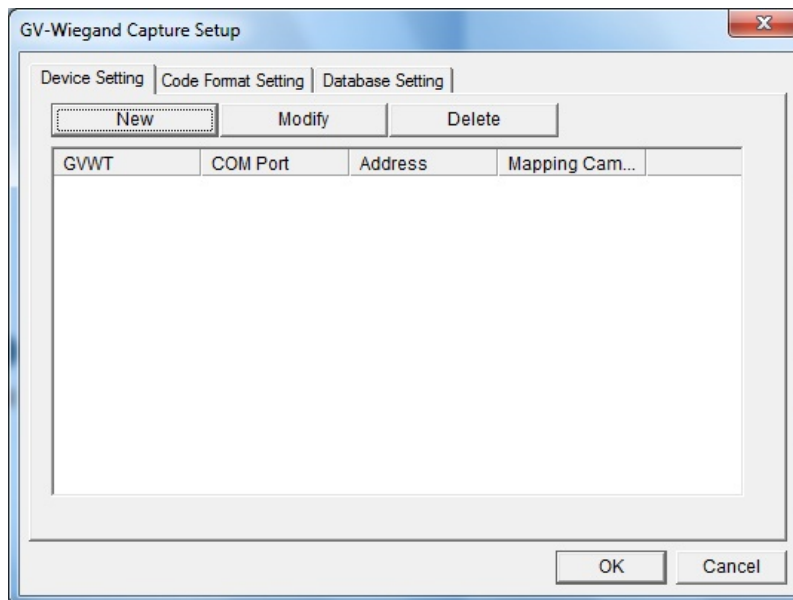 GV-Wiegand Capture Setup
Device Setting Code Format Setting Database Setting
New Modify Delete
GVWT COM Port Address Mapping Cam...
OK Cancel